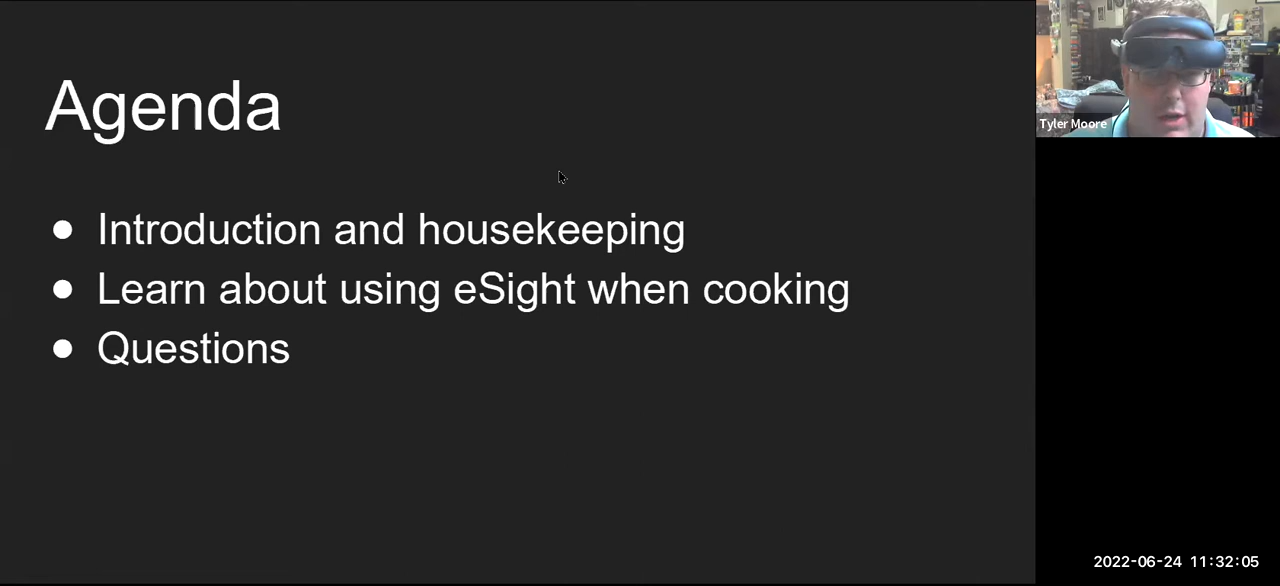 Agenda
● Introduction and housekeeping
● Learn about using eSight when cooking
● Questions
Tyler Moore
2022-06-24 11:32:05